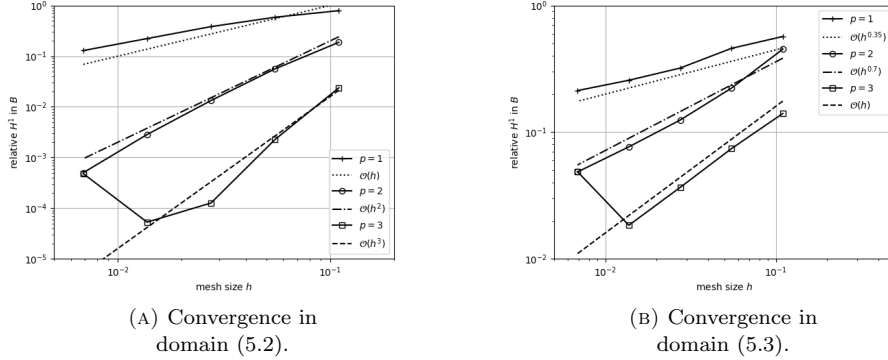 10^0
10^{-1}
10^{-2}
10^{-3}
10^{-4}
10^{-5}
relative H^1 in B
10^{-2}
10^{-1}
mesh size h
p = 1
O(h)
p = 2
O(h^2)
p = 3
O(h^3)
(A) Convergence in
domain (5.2).
10^0
10^{-1}
10^{-2}
relative H^1 in B
10^{-2}
10^{-1}
mesh size h
p = 1
O(h^{0.35})
p = 2
O(h^{0.7})
p = 3
O(h)
(B) Convergence in
domain (5.3).